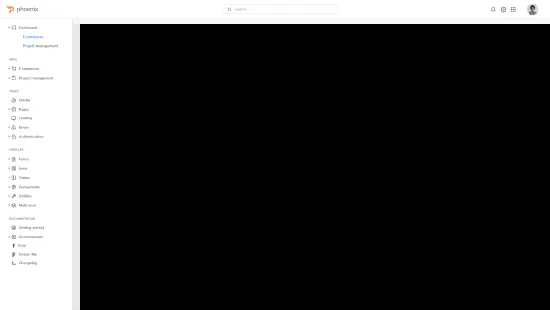 phoenix
Search...
Dashboard
E commerce
Project management
APPS
E commerce
Project management
PAGES
Starter
Pages
Landing
Errors
Authentication
MODULES
Forms
Icons
Tables
Components
Utilities
Multi level
DOCUMENTATION
Getting started
Customization
Gulp
Design file
Changelog